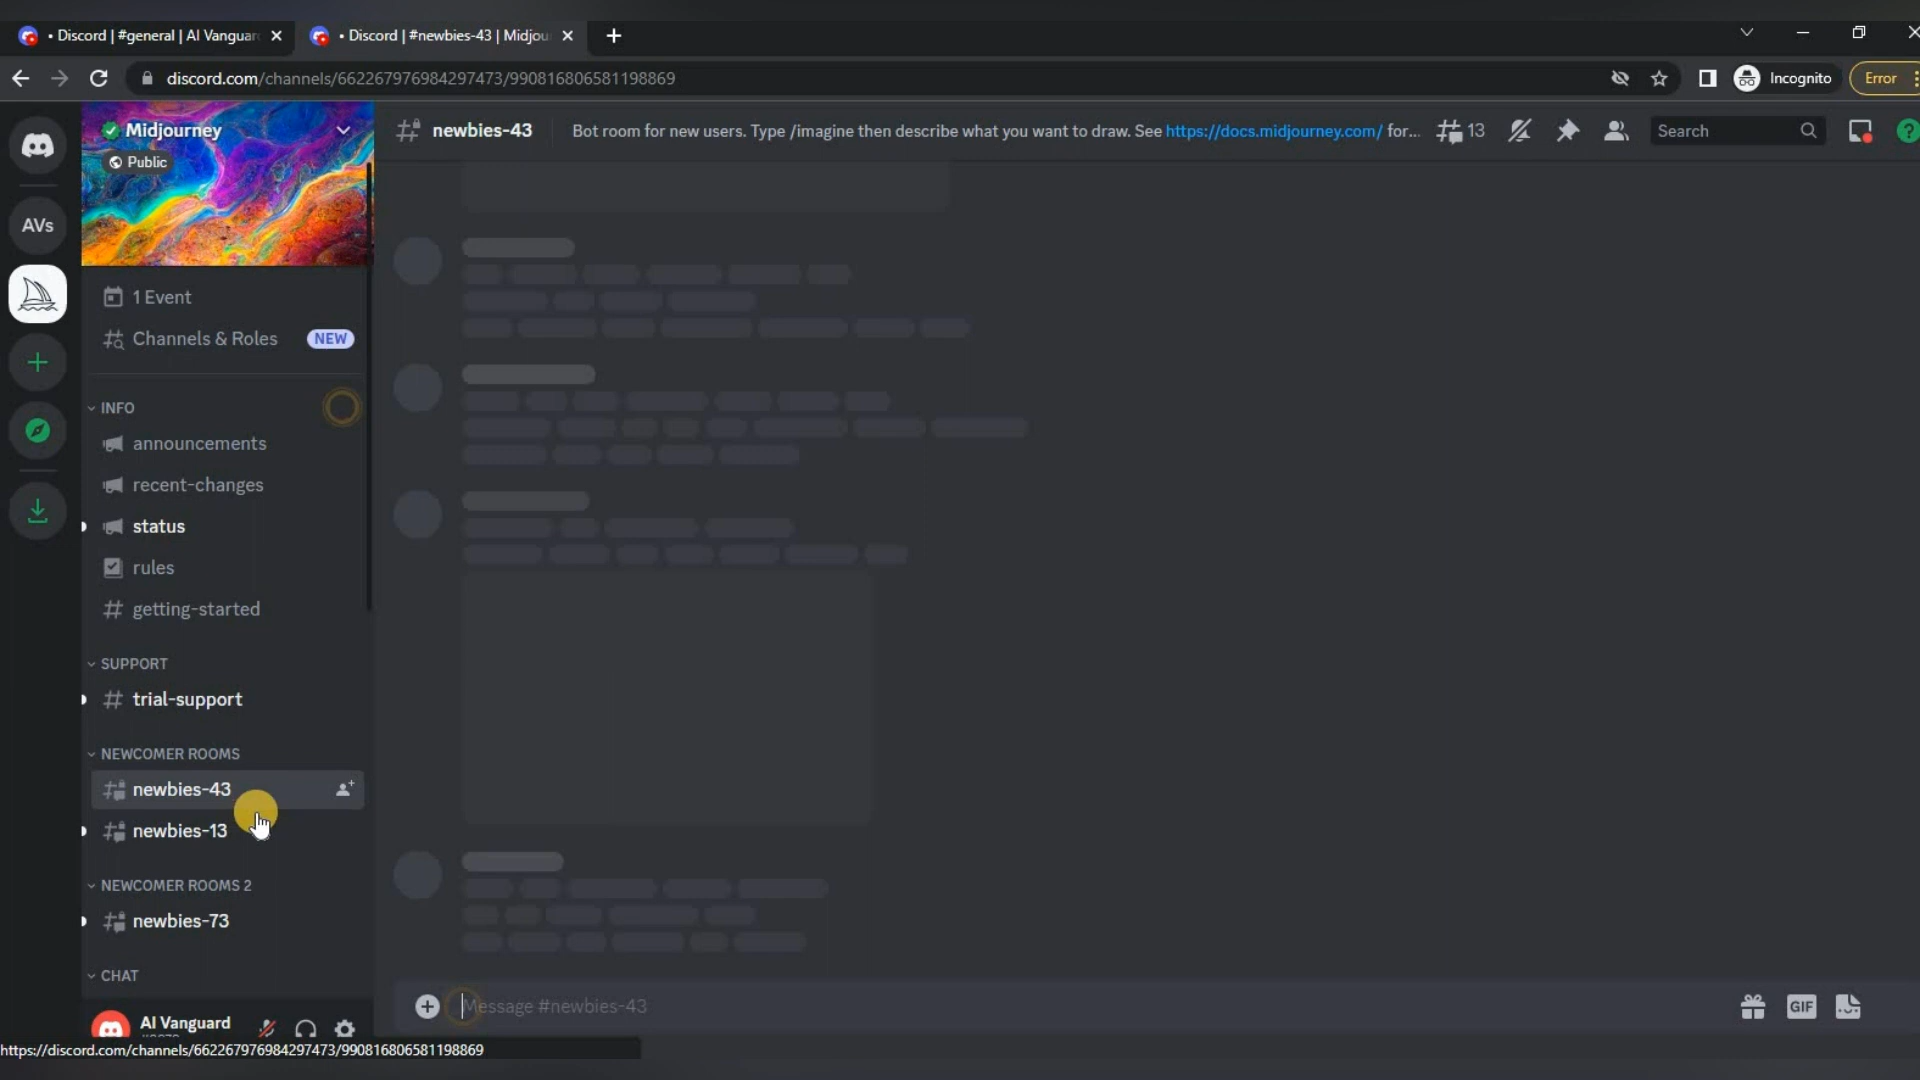 • Discord | #general | AI Vanguar
• Discord | #newbies-43 | Midjou
discord.com/channels/662267976984297473/990816806581198869
Incognito
Error
Midjourney
Public
newbies-43
Bot room for new users. Type /imagine then describe what you want to draw. See https://docs.midjourney.com/ for...
13
Search
AVs
1 Event
Channels & Roles
NEW
INFO
announcements
recent-changes
status
rules
getting-started
SUPPORT
trial-support
NEWCOMER ROOMS
newbies-43
newbies-13
NEWCOMER ROOMS 2
newbies-73
CHAT
Message #newbies-43
GIF
AI Vanguard
https://discord.com/channels/662267976984297473/990816806581198869